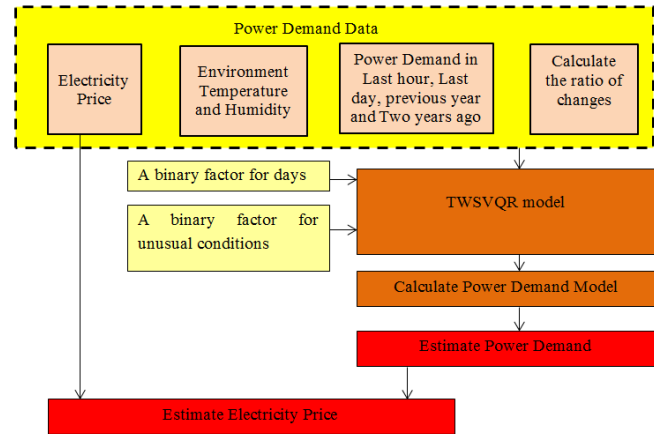 Power Demand Data
Electricity
Price
Environment
Temperature
and Humidity
Power Demand in
Last hour, Last
day, previous year
and Two years ago
Calculate
the ratio of
changes
A binary factor for days
A binary factor for
unusual conditions
TWSVQR model
Calculate Power Demand Model
Estimate Power Demand
Estimate Electricity Price